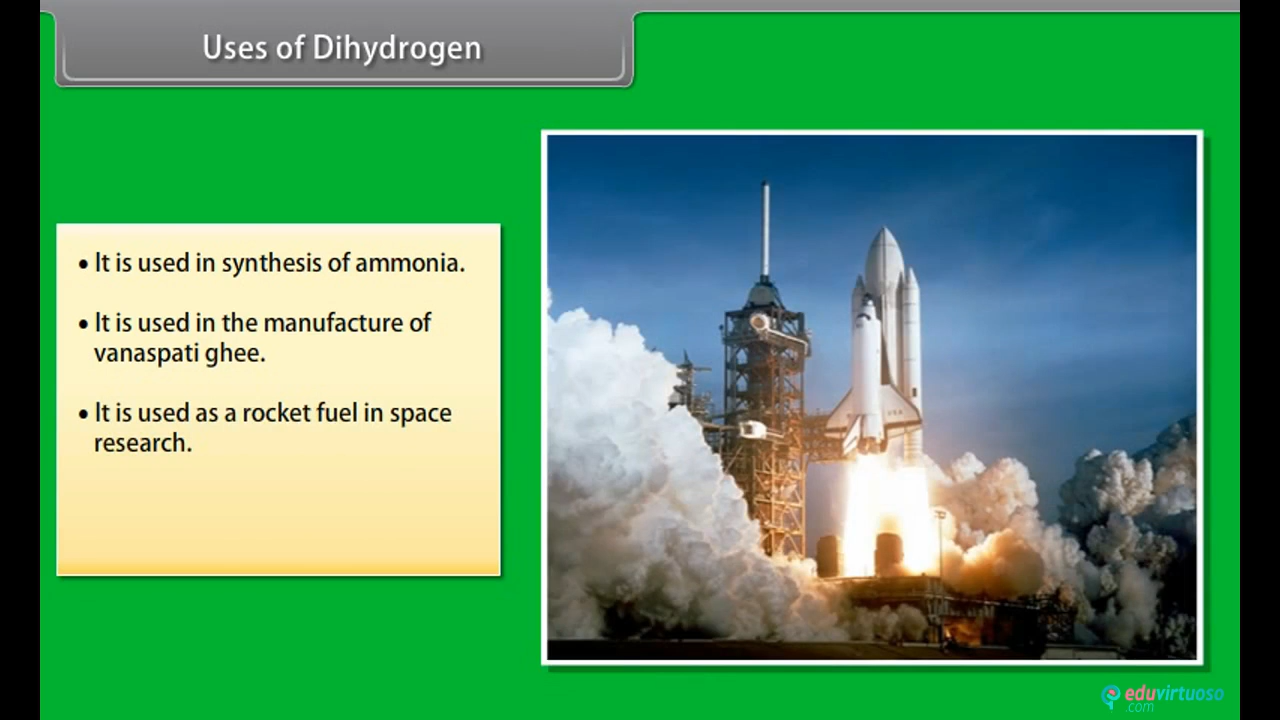 Uses of Dihydrogen
• It is used in synthesis of ammonia.
• It is used in the manufacture of
vanaspati ghee.
• It is used as a rocket fuel in space
research.
USA
eduvirtuoso
.com